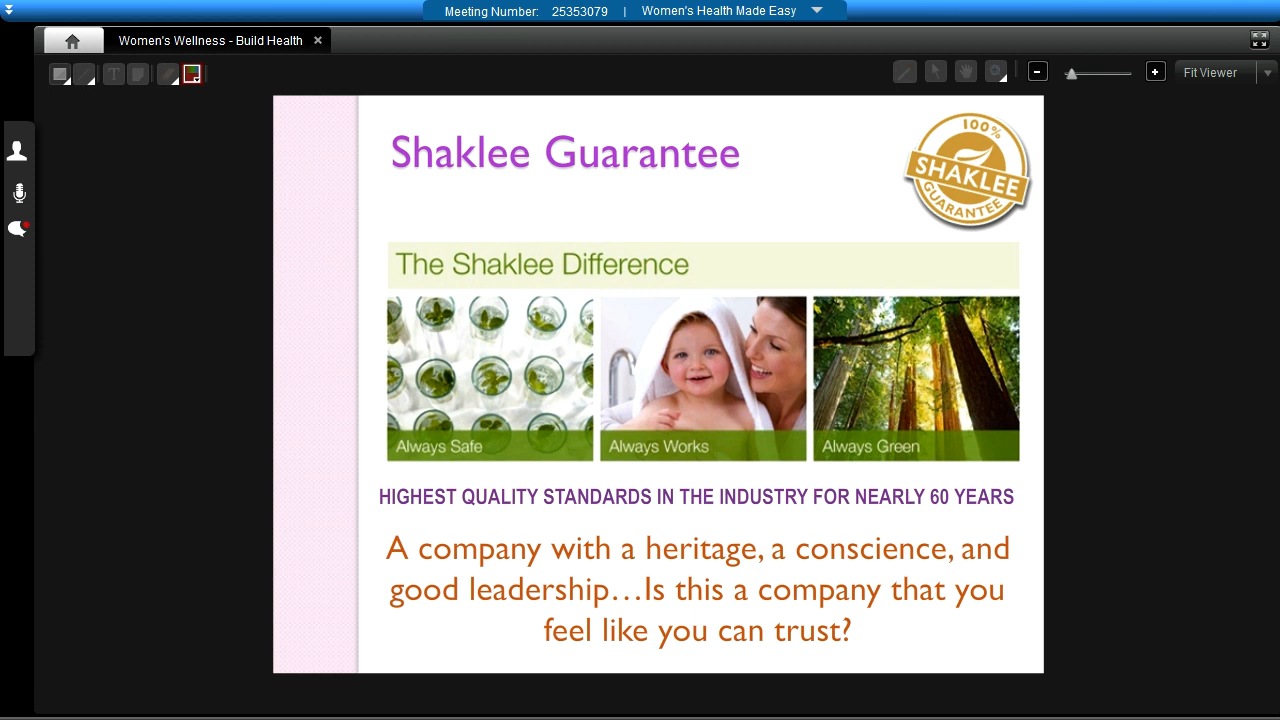 Meeting Number: 25353079 | Women's Health Made Easy
Women's Wellness - Build Health
Fit Viewer
Shaklee Guarantee
100%
SHAKLEE
GUARANTEE
The Shaklee Difference
Always Safe
Always Works
Always Green
HIGHEST QUALITY STANDARDS IN THE INDUSTRY FOR NEARLY 60 YEARS
A company with a heritage, a conscience, and
good leadership…Is this a company that you
feel like you can trust?